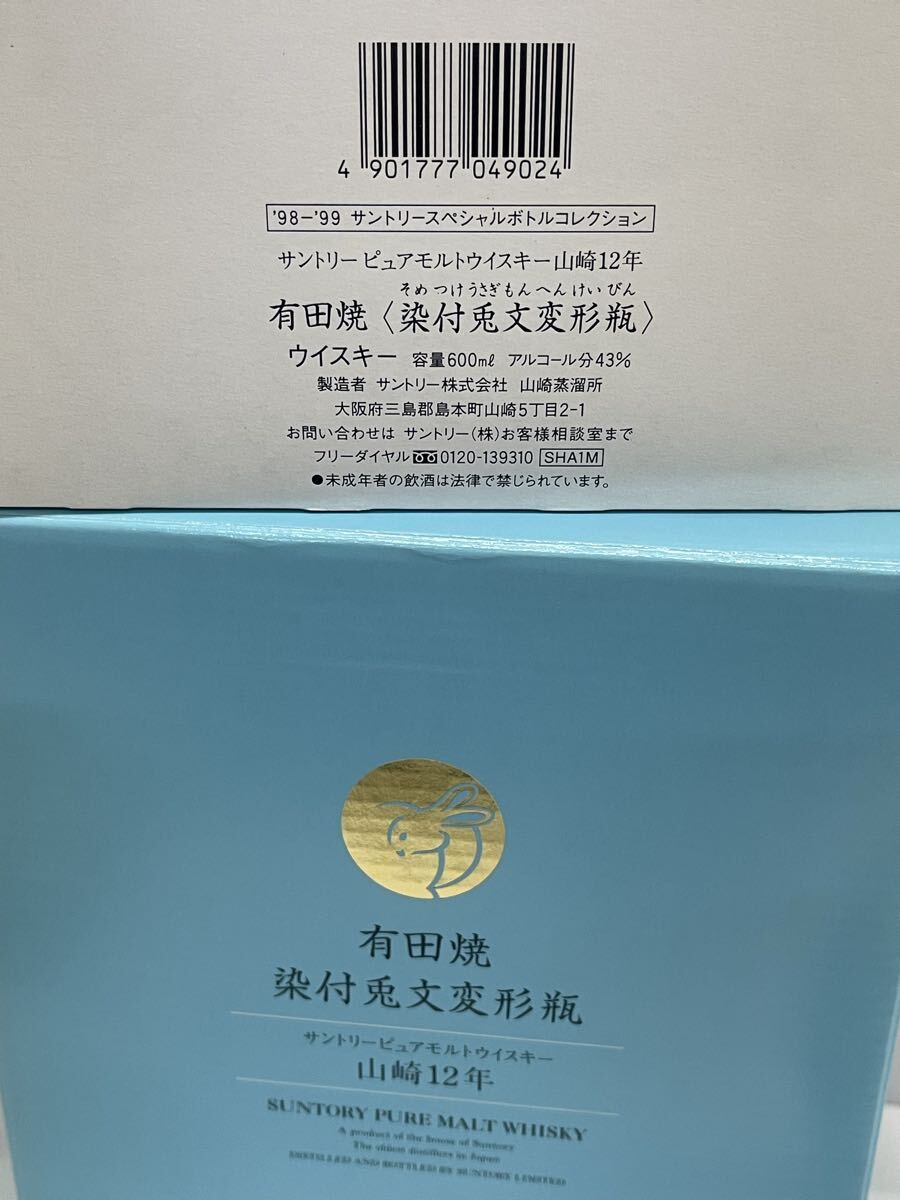 4 901777 049024
'98-'99 サントリースペシャルボトルコレクション
サントリー ピュアモルトウイスキー山崎12年
そめ つけ うさぎ もん へん けい びん
有田焼〈染付兎文変形瓶〉
ウイスキー 容量600mℓ アルコール分43%
製造者 サントリー株式会社 山崎蒸溜所
大阪府三島郡島本町山崎5丁目2-1
お問い合わせは サントリー(株)お客様相談室まで
フリーダイヤル 0120-139310 SHA1M
●未成年者の飲酒は法律で禁じられています。
有田焼
染付兎文変形瓶
サントリーピュアモルトウイスキー
山崎12年
SUNTORY PURE MALT WHISKY
A product of the house of Suntory
The oldest distillers in Japan
DISTILLED AND BOTTLED BY SUNTORY LIMITED